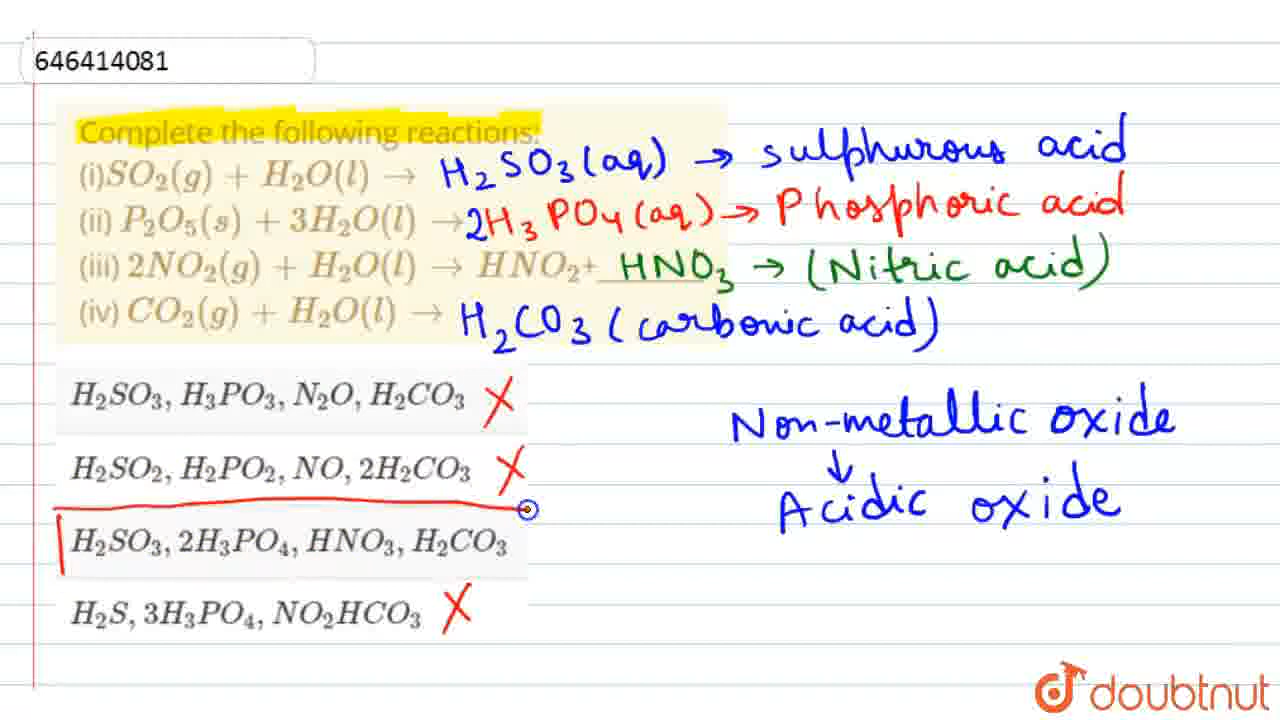 646414081
Complete the following reactions:
(i) SO₂(g) + H₂O(l) → H₂SO₃(aq) → sulphurous acid
(ii) P₂O₅(s) + 3H₂O(l) → 2H₃PO₄(aq) → Phosphoric acid
(iii) 2NO₂(g) + H₂O(l) → HNO₂+ HNO₃ → (Nitric acid)
(iv) CO₂(g) + H₂O(l) → H₂CO₃ (carbonic acid)
H₂SO₃, H₃PO₃, N₂O, H₂CO₃ X
H₂SO₂, H₂PO₂, NO, 2H₂CO₃ X
H₂SO₃, 2H₃PO₄, HNO₃, H₂CO₃
H₂S, 3H₃PO₄, NO₂HCO₃ X
Non-metallic oxide
↓
Acidic oxide
doubtnut